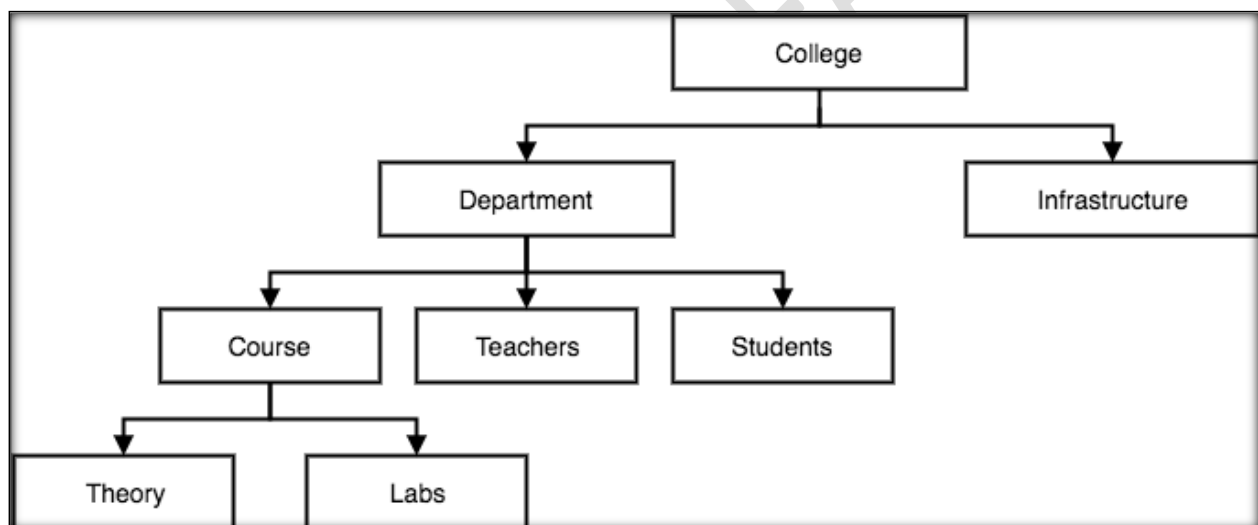 College
Department
Infrastructure
Course
Teachers
Students
Theory
Labs